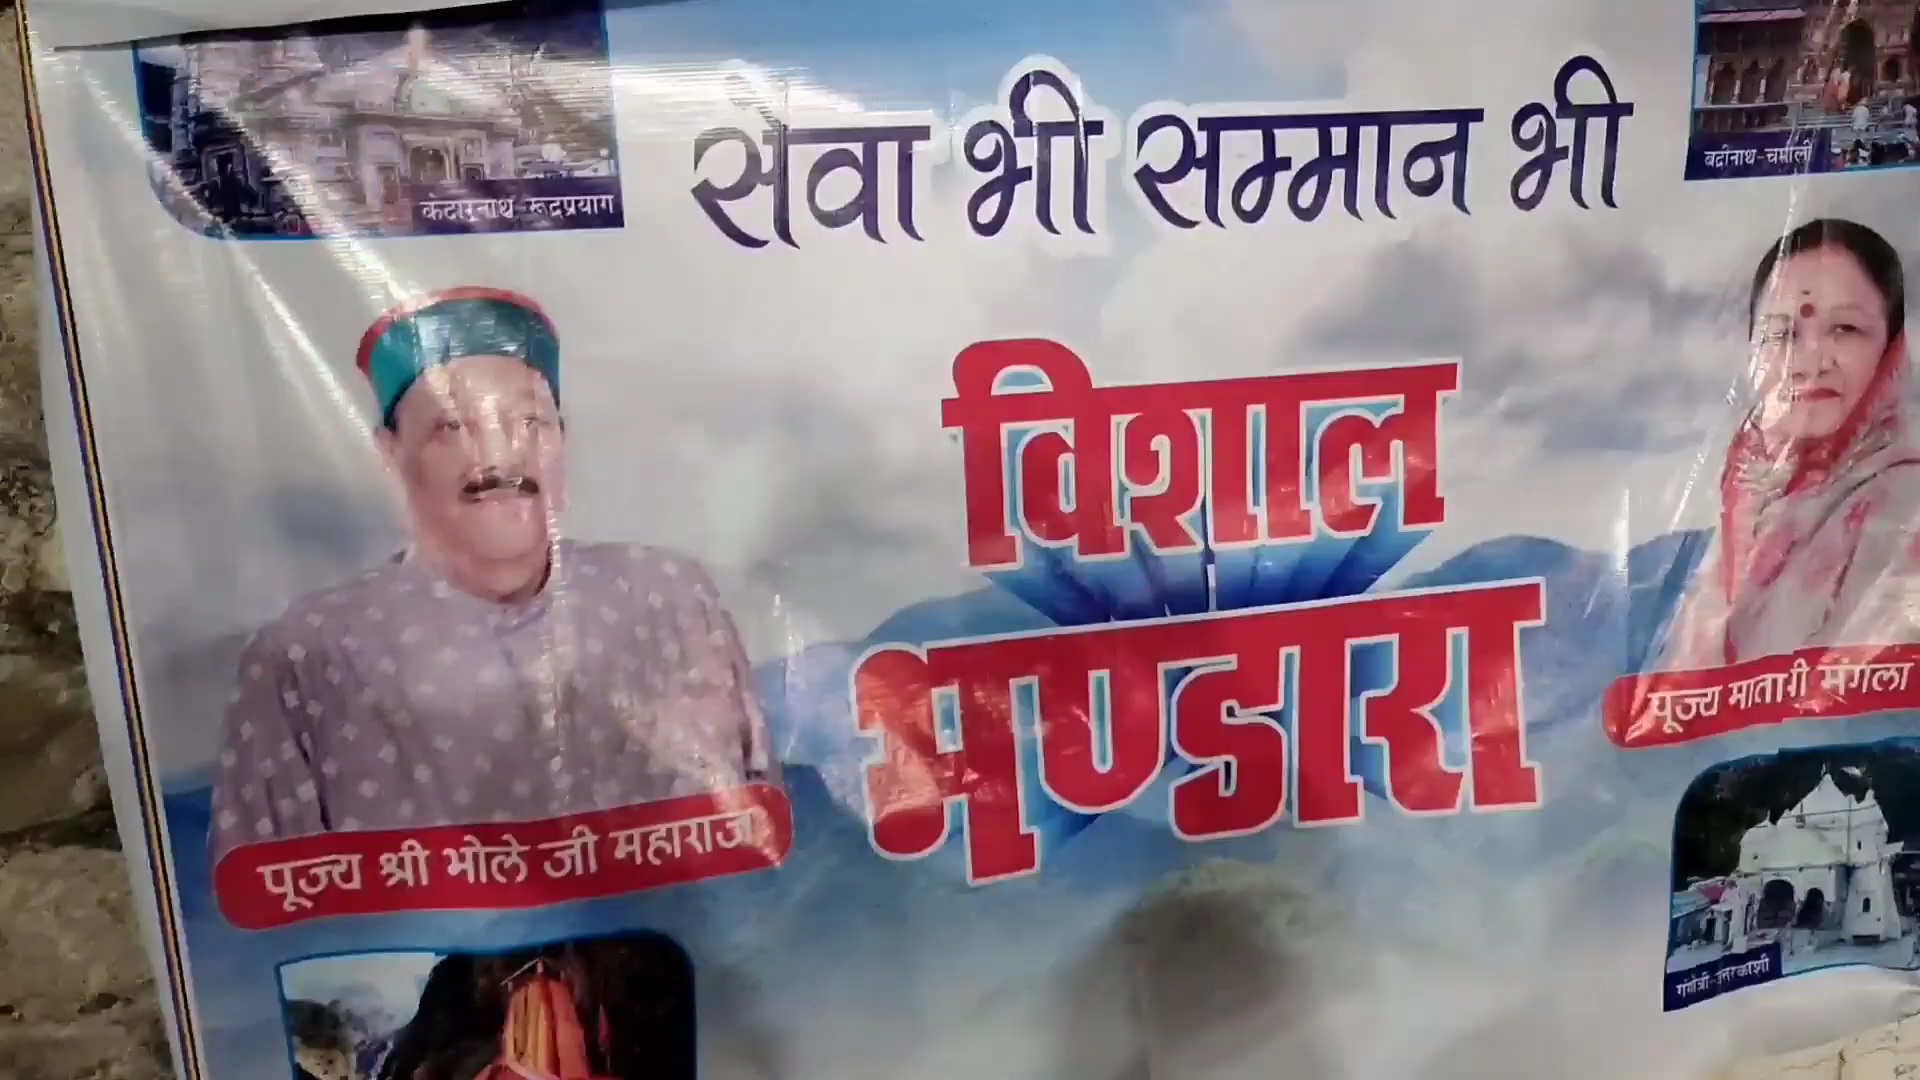 सेवा भी सम्मान भी
केदारनाथ-रूद्रप्रयाग
बद्रीनाथ-चमोली
विशाल
भण्डारा
पूज्य श्री भोले जी महाराज
पूज्य माताश्री मंगला
गंगोत्री-उत्तरकाशी